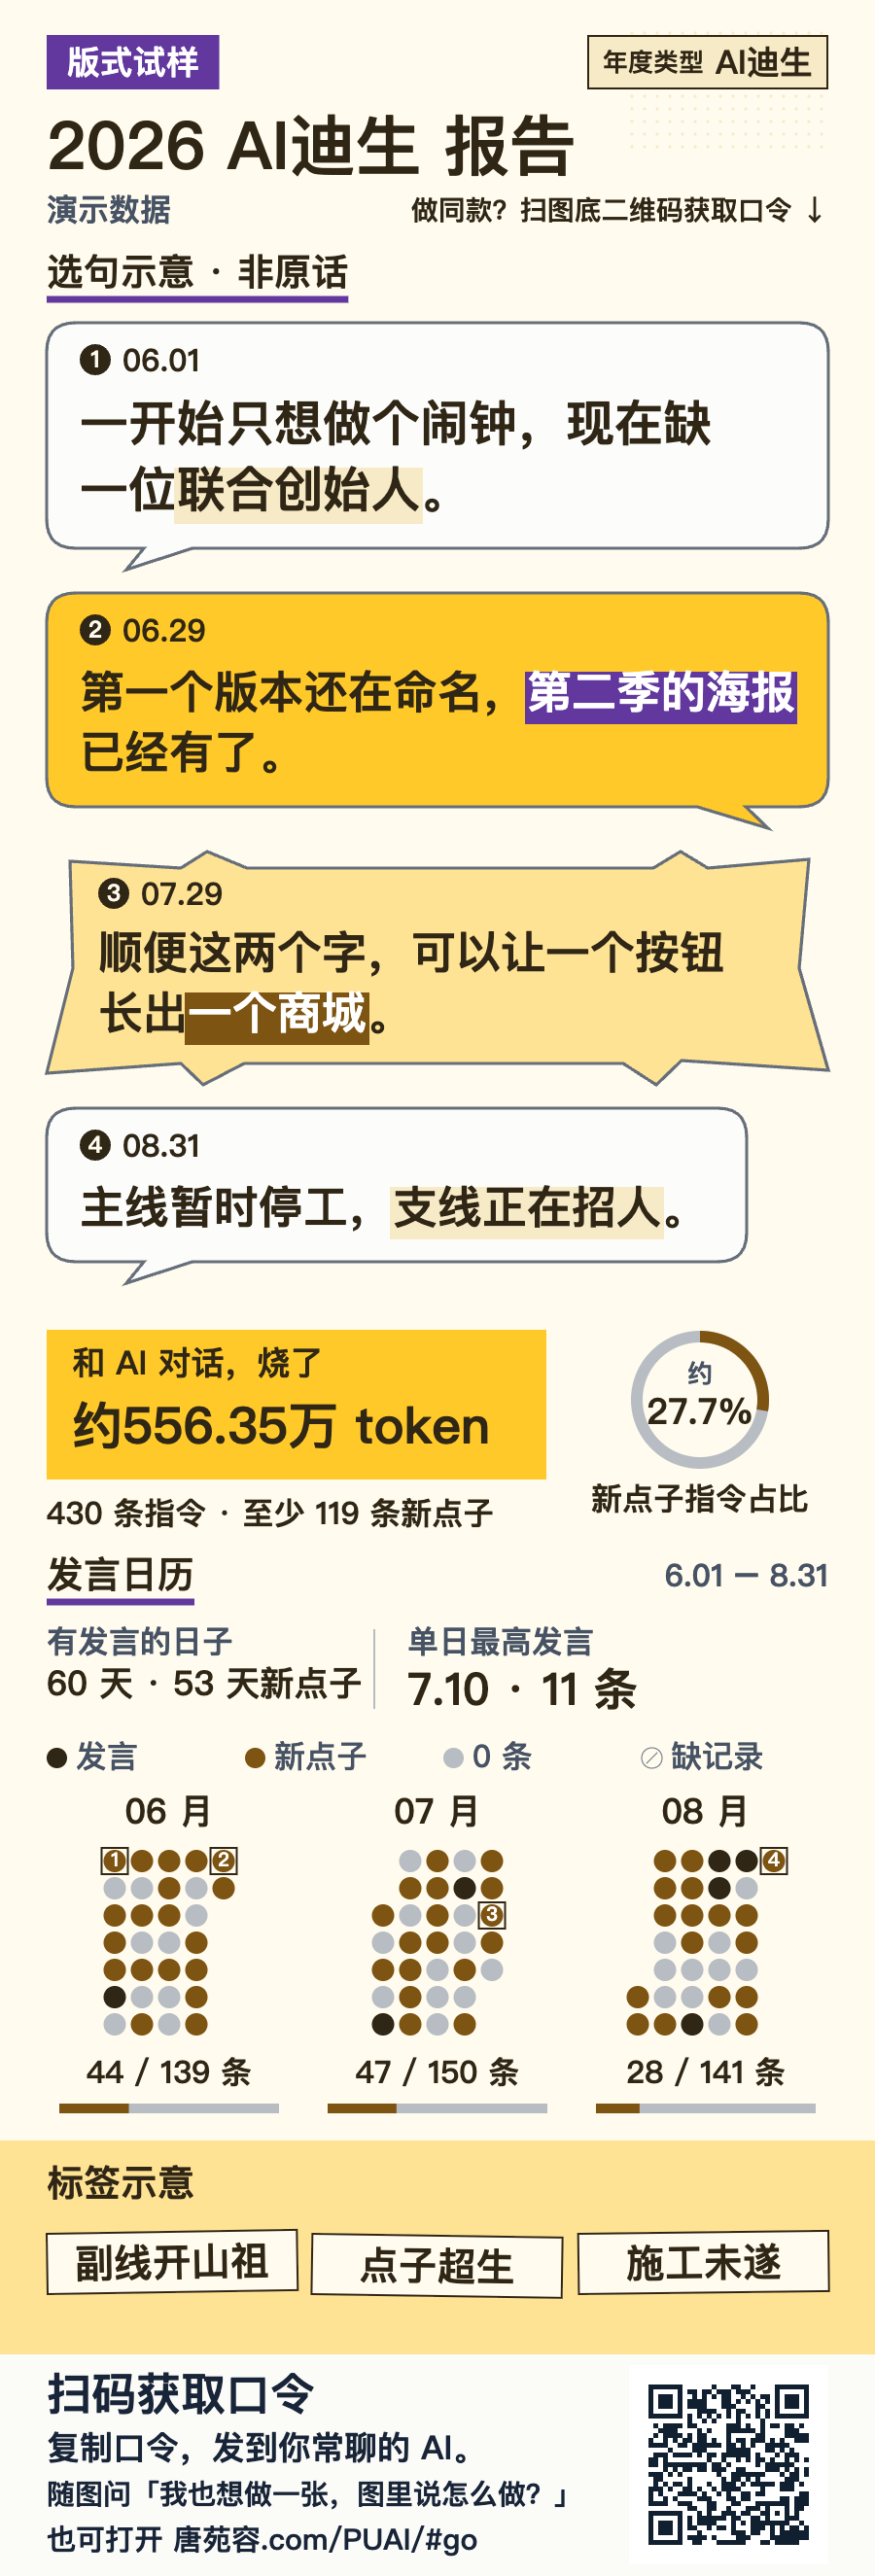 版式试样
年度类型 AI迪生
2026 AI迪生 报告
演示数据
做同款？扫图底二维码获取口令 ↓
选句示意 · 非原话
1 06.01
一开始只想做个闹钟，现在缺
一位联合创始人。
2 06.29
第一个版本还在命名，第二季的海报
已经有了。
3 07.29
顺便这两个字，可以让一个按钮
长出一个商城。
4 08.31
主线暂时停工，支线正在招人。
和 AI 对话，烧了
约556.35万 token
约
27.7%
新点子指令占比
430 条指令 · 至少 119 条新点子
发言日历
6.01 — 8.31
有发言的日子
60 天 · 53 天新点子
单日最高发言
7.10 · 11 条
发言
新点子
0 条
缺记录
06 月
07 月
08 月
1
2
3
4
44 / 139 条
47 / 150 条
28 / 141 条
标签示意
副线开山祖
点子超生
施工未遂
扫码获取口令
复制口令，发到你常聊的 AI。
随图问「我也想做一张，图里说怎么做？」
也可打开 唐苑容.com/PUAI/#go